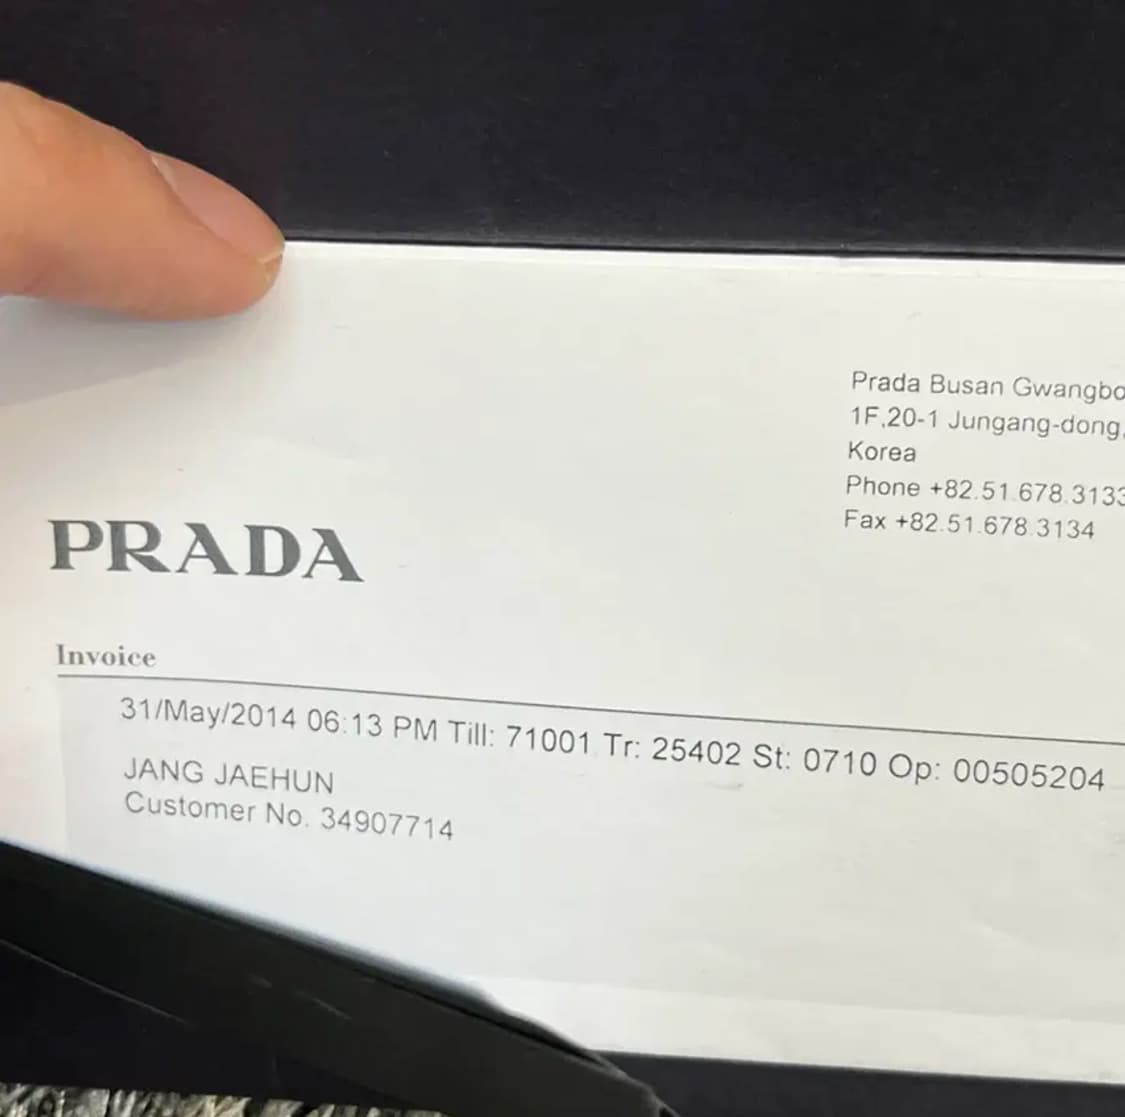 Prada Busan Gwangbo
1F,20-1 Jungang-dong,
Korea
Phone +82.51.678.3133
Fax +82.51.678.3134
PRADA
Invoice
31/May/2014 06:13 PM Till: 71001 Tr: 25402 St: 0710 Op: 00505204
JANG JAEHUN
Customer No. 34907714